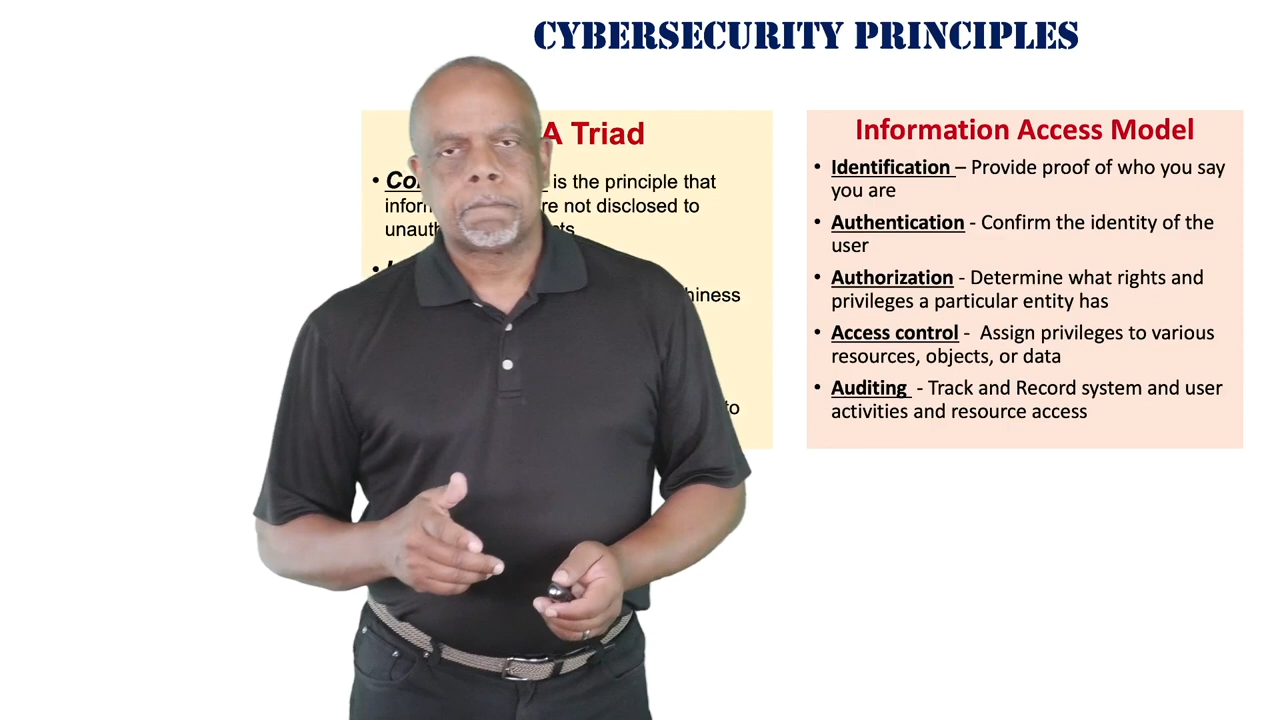 CYBERSECURITY PRINCIPLES
A Triad
• Co is the principle that
inform re not disclosed to
unauth ts
•
hiness
to
Information Access Model
• Identification – Provide proof of who you say
you are
• Authentication - Confirm the identity of the
user
• Authorization - Determine what rights and
privileges a particular entity has
• Access control - Assign privileges to various
resources, objects, or data
• Auditing - Track and Record system and user
activities and resource access